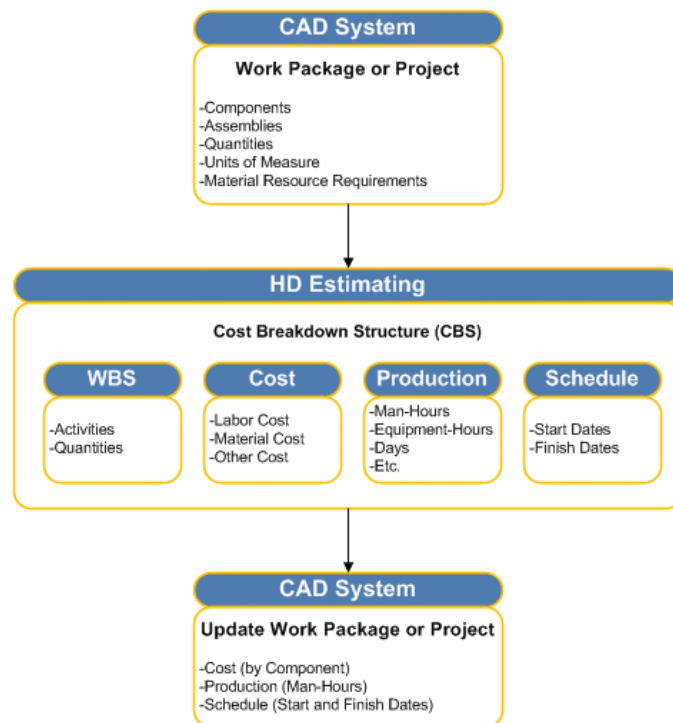 CAD System
Work Package or Project
-Components
-Assemblies
-Quantities
-Units of Measure
-Material Resource Requirements
HD Estimating
Cost Breakdown Structure (CBS)
WBS
-Activities
-Quantities
Cost
-Labor Cost
-Material Cost
-Other Cost
Production
-Man-Hours
-Equipment-Hours
-Days
-Etc.
Schedule
-Start Dates
-Finish Dates
CAD System
Update Work Package or Project
-Cost (by Component)
-Production (Man-Hours)
-Schedule (Start and Finish Dates)